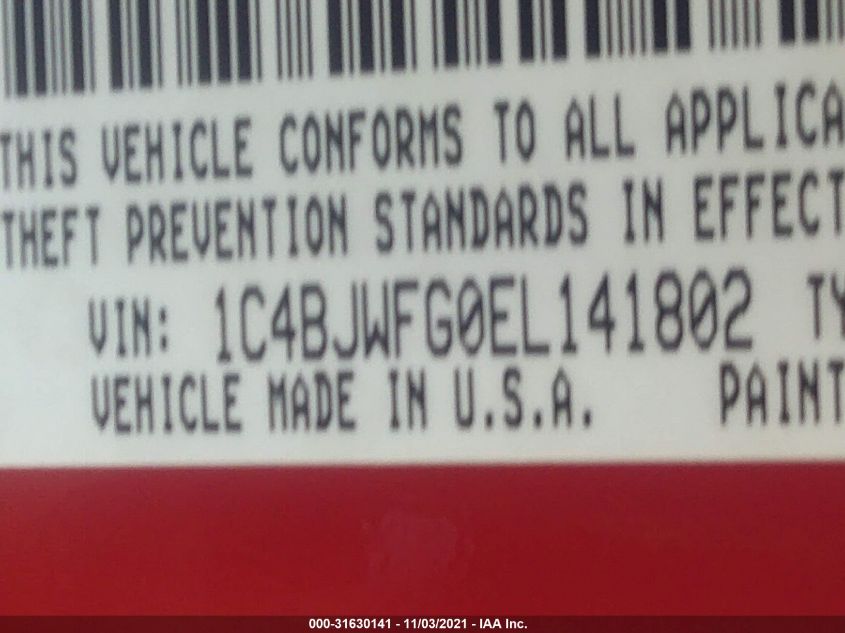 THIS VEHICLE CONFORMS TO ALL APPLICA
THEFT PREVENTION STANDARDS IN EFFECT
VIN: 1C4BJWFG0EL141802 TY
VEHICLE MADE IN U.S.A. PAINT
000-31630141 - 11/03/2021 - IAA Inc.